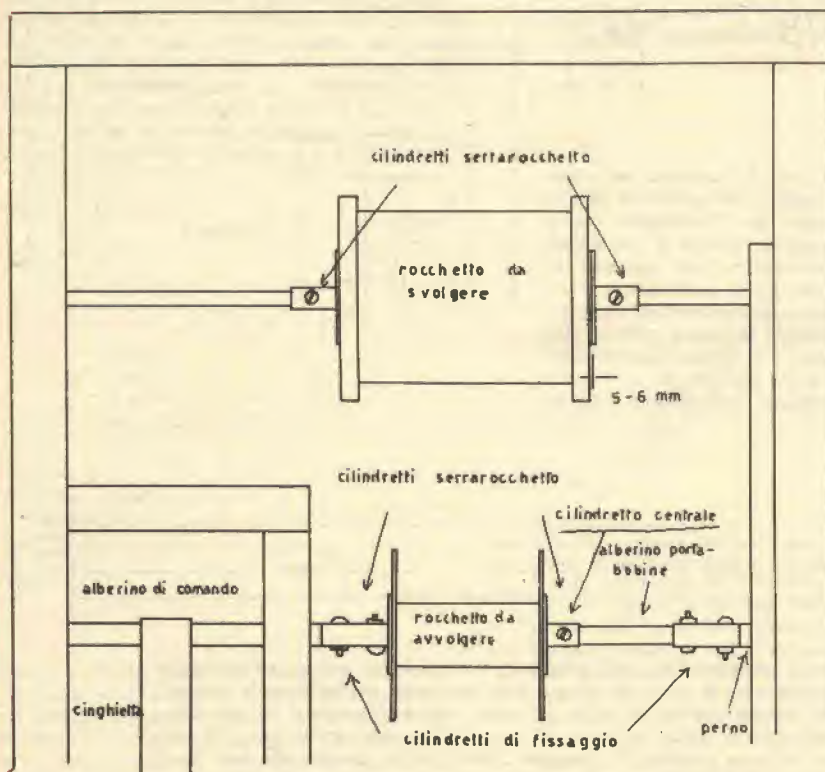 cilindretti serrarocchetto
rocchetto da
svolgere
5-6 mm
cilindretti serrarocchetto
cilindretto centrale
alberino porta-
bobine
alberino di comando
rocchetto da
avvolgere
cinghietta
perno
cilindretti di fissaggio